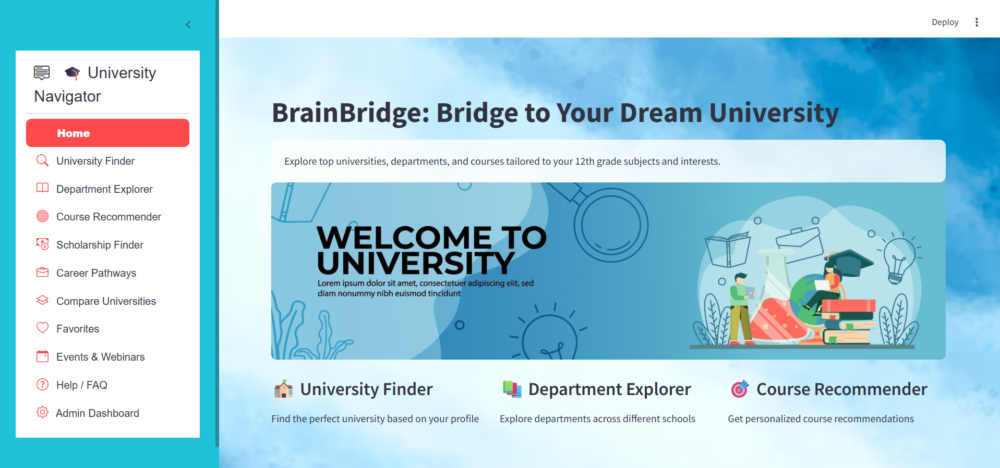 University
Navigator
Home
University Finder
Department Explorer
Course Recommender
Scholarship Finder
Career Pathways
Compare Universities
Favorites
Events & Webinars
Help / FAQ
Admin Dashboard
Deploy
BrainBridge: Bridge to Your Dream University
Explore top universities, departments, and courses tailored to your 12th grade subjects and interests.
WELCOME TO
UNIVERSITY
Lorem ipsum dolor sit amet, consectetuer adipiscing elit, sed
diam nonummy nibh euismod tincidunt
University Finder
Find the perfect university based on your profile
Department Explorer
Explore departments across different schools
Course Recommender
Get personalized course recommendations